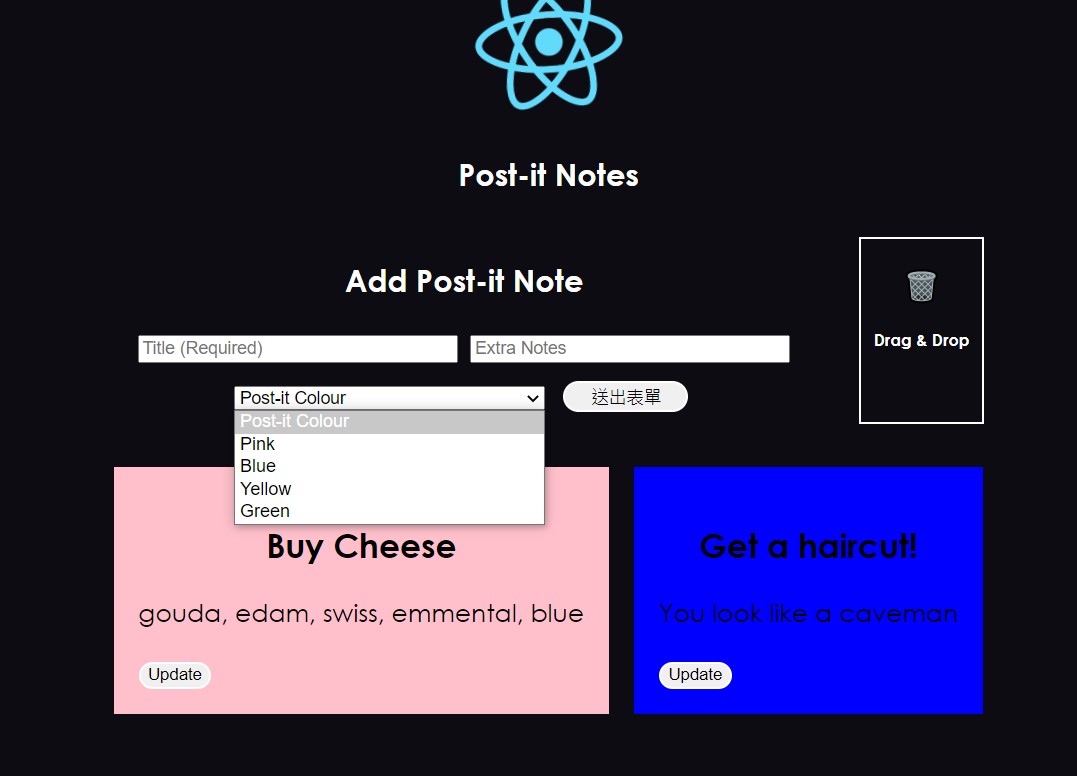 Post-it Notes
Add Post-it Note
Drag & Drop
Title (Required)
Extra Notes
Post-it Colour
送出表單
Post-it Colour
Pink
Blue
Yellow
Green
Buy Cheese
gouda, edam, swiss, emmental, blue
Update
Get a haircut!
You look like a caveman
Update